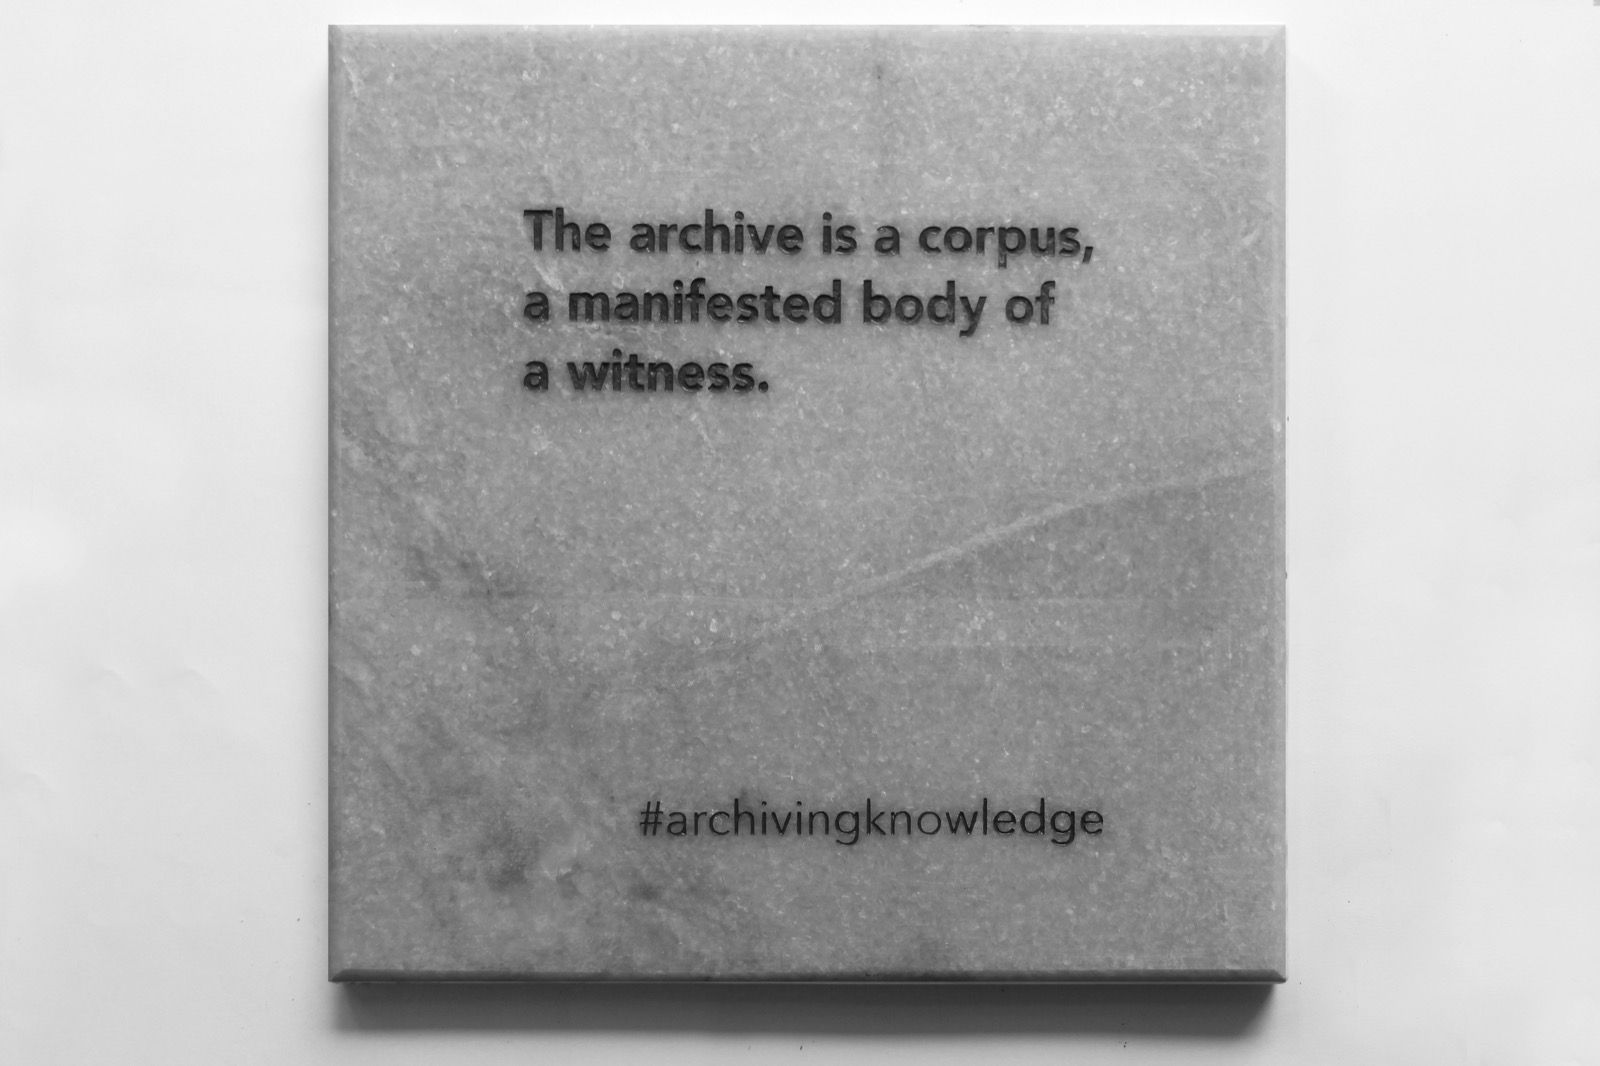 The archive is a corpus,
a manifested body of
a witness.
#archivingknowledge